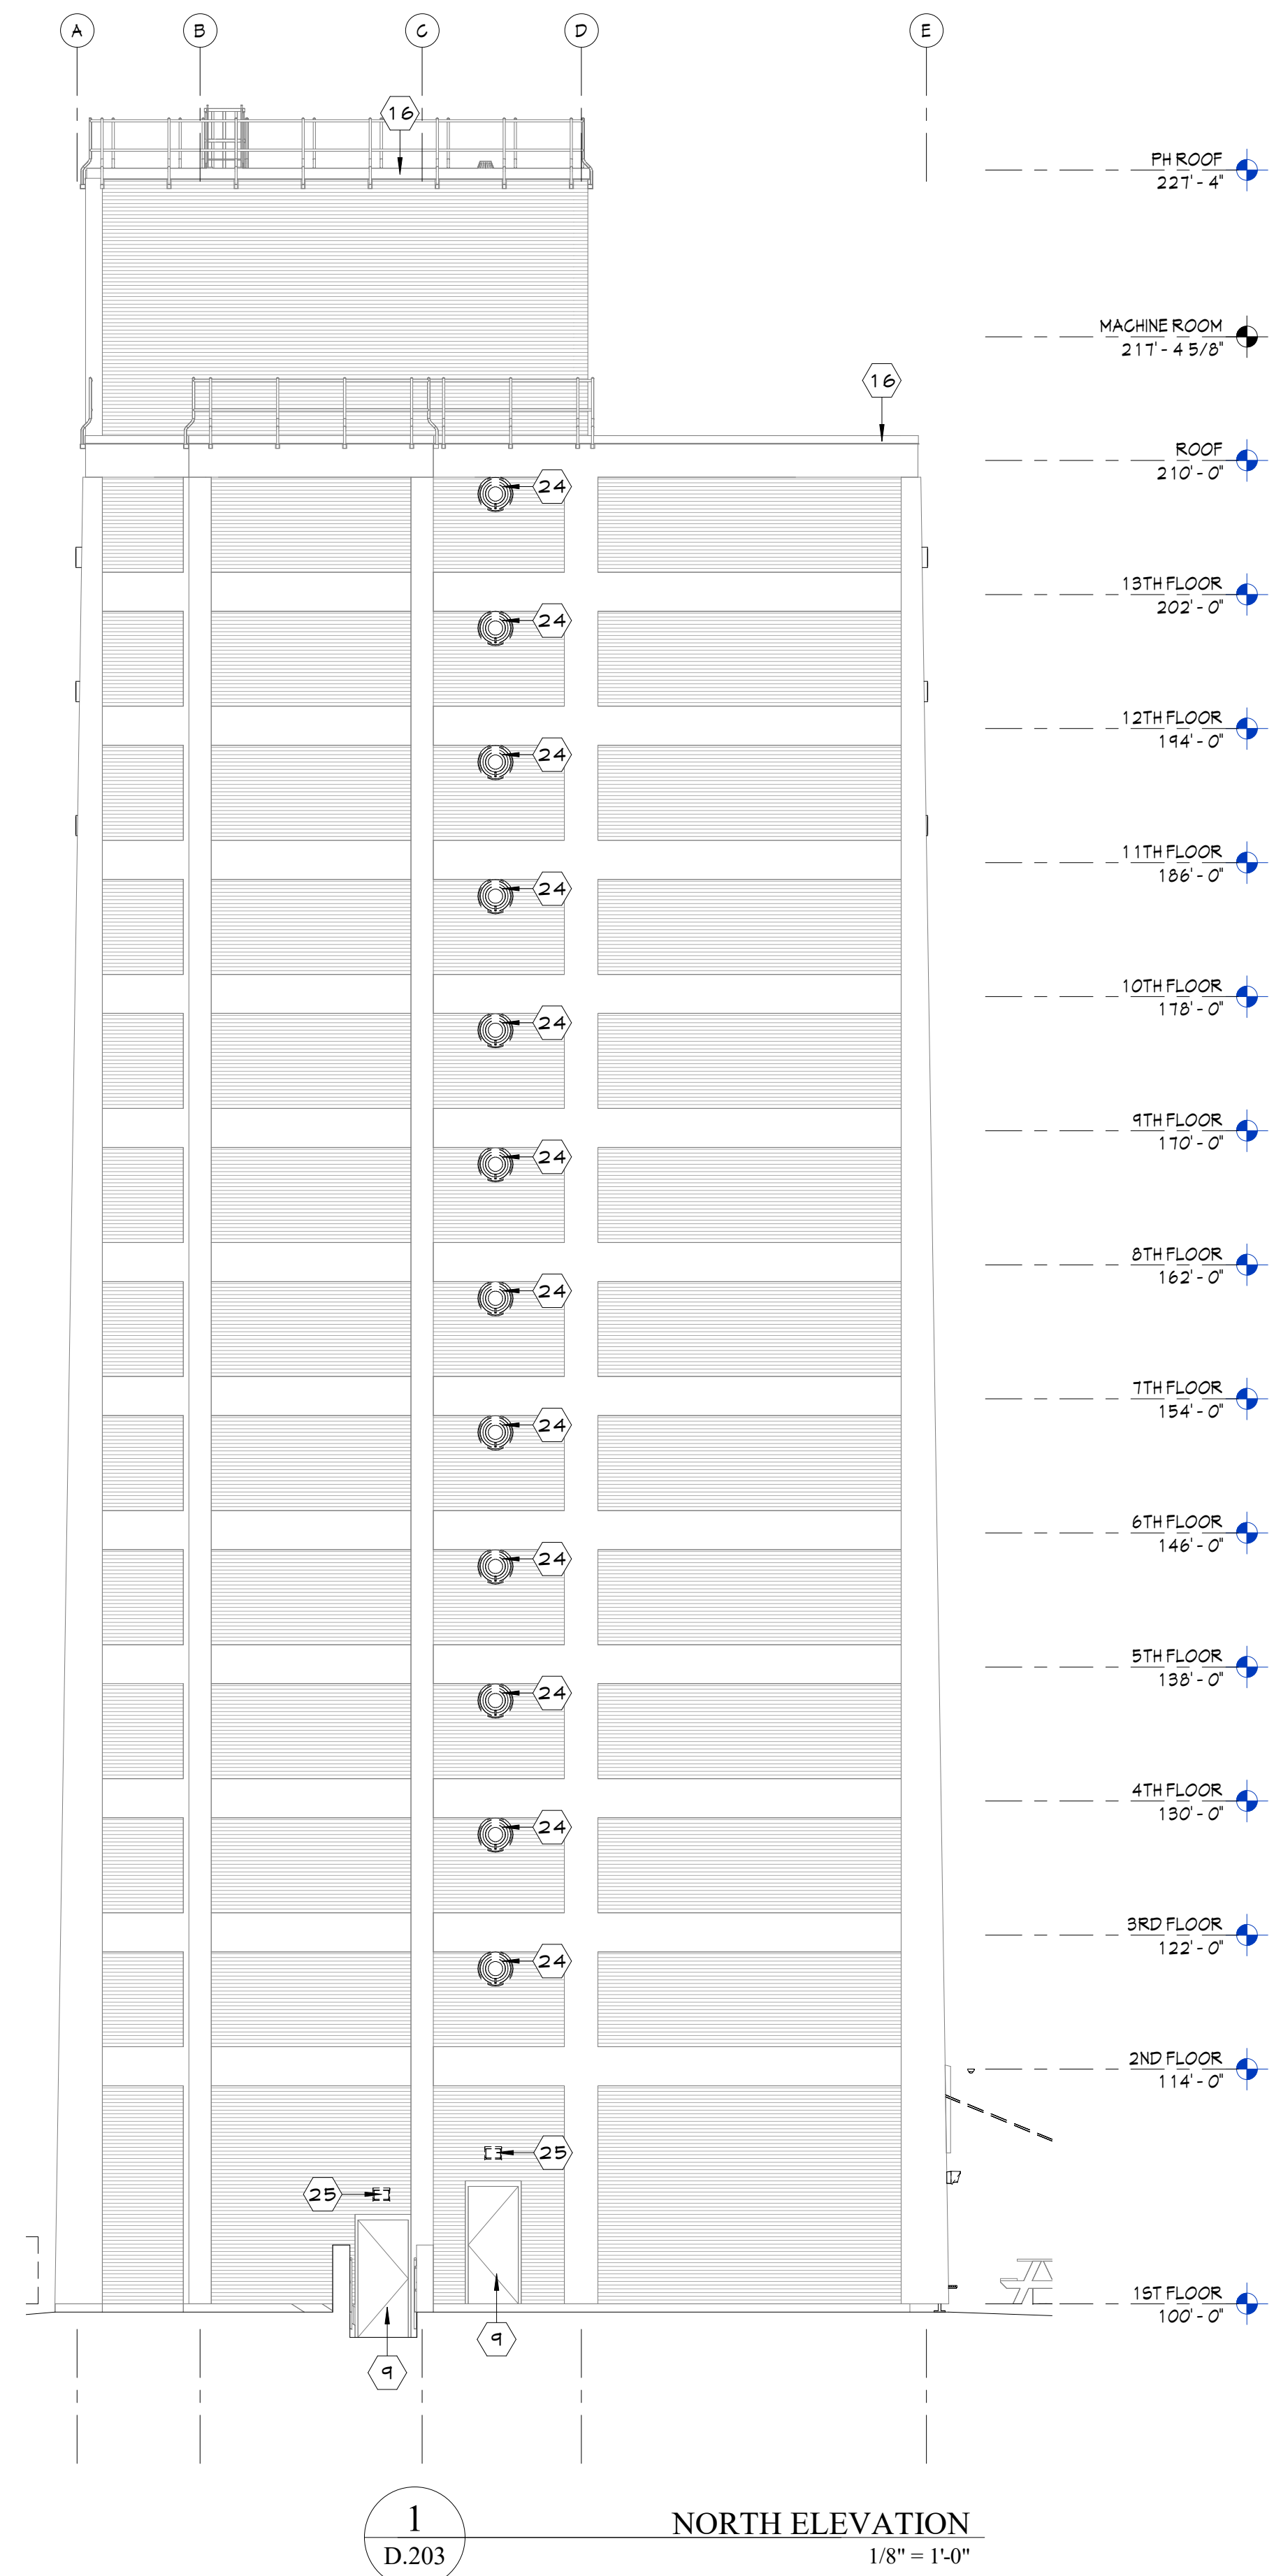 A B C D E
16
PH ROOF
227' - 4"
MACHINE ROOM
217' - 4 5/8"
16
ROOF
210' - 0"
24
13TH FLOOR
202' - 0"
24
12TH FLOOR
194' - 0"
24
11TH FLOOR
186' - 0"
24
10TH FLOOR
178' - 0"
24
9TH FLOOR
170' - 0"
24
8TH FLOOR
162' - 0"
24
7TH FLOOR
154' - 0"
24
6TH FLOOR
146' - 0"
24
5TH FLOOR
138' - 0"
24
4TH FLOOR
130' - 0"
24
3RD FLOOR
122' - 0"
24
2ND FLOOR
114' - 0"
25
25
1ST FLOOR
100' - 0"
9
9
1
D.203
NORTH ELEVATION
1/8" = 1'-0"